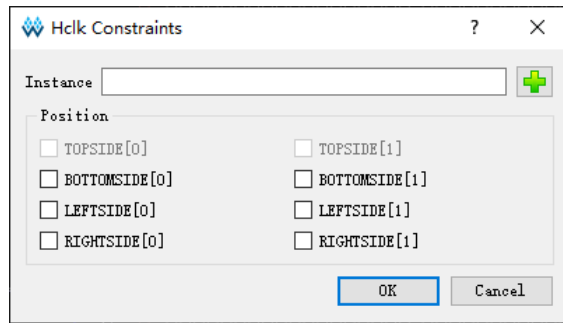 Hclk Constraints ? ×
Instance
Position
TOPSIDE[0] TOPSIDE[1]
BOTTOMSIDE[0] BOTTOMSIDE[1]
LEFTSIDE[0] LEFTSIDE[1]
RIGHTSIDE[0] RIGHTSIDE[1]
OK Cancel